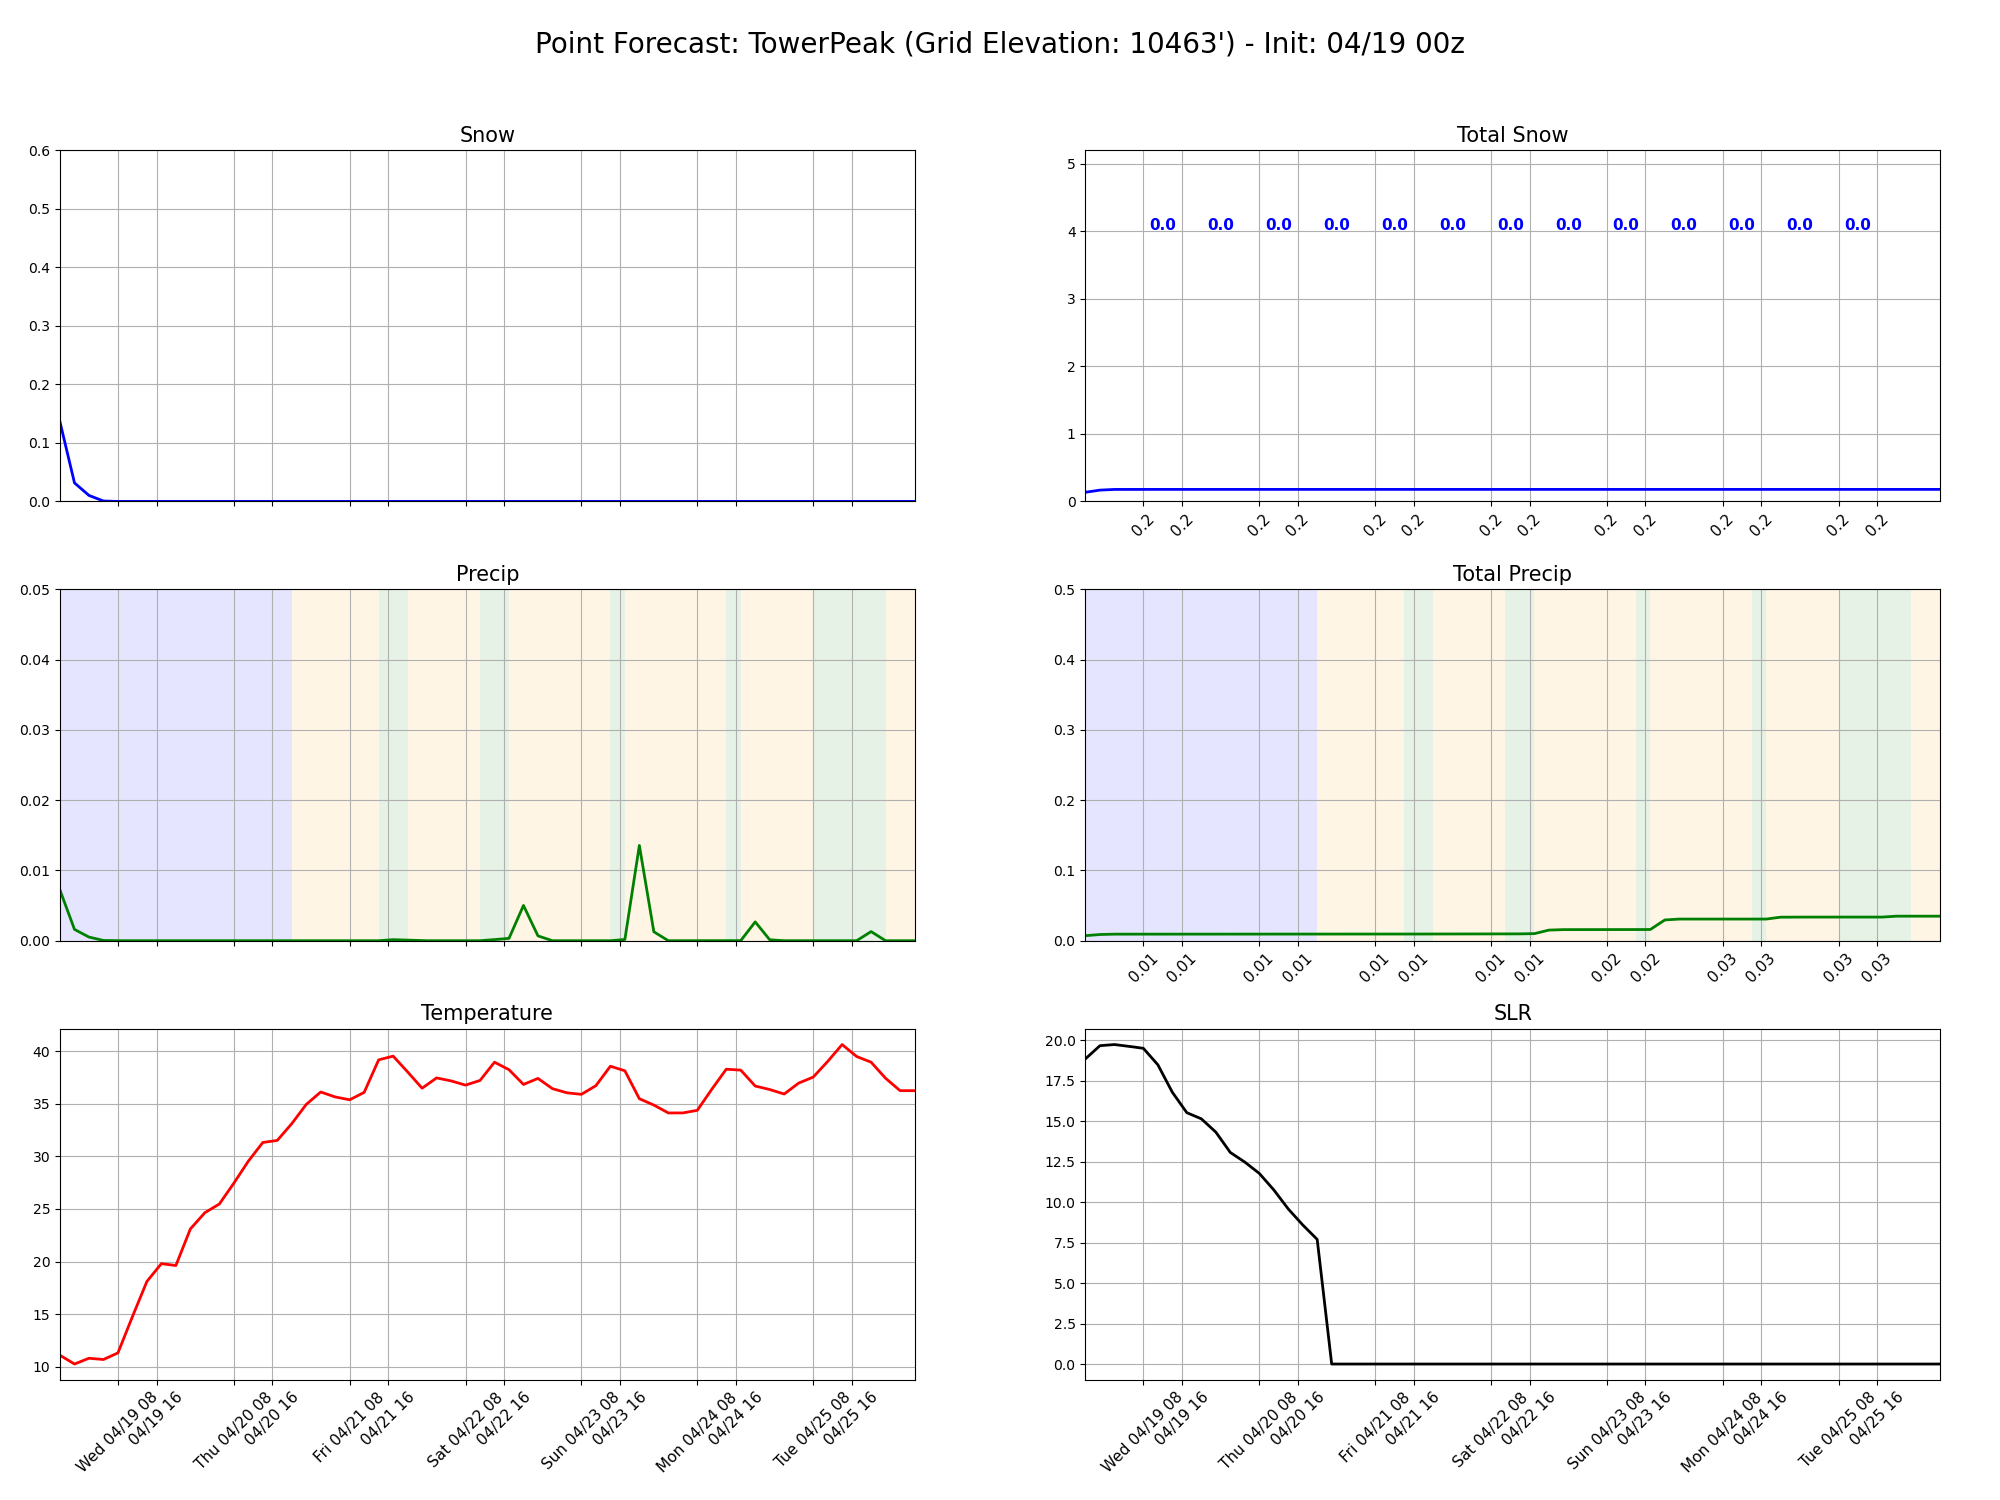 Point Forecast: TowerPeak (Grid Elevation: 10463') - Init: 04/19 00z
Snow
0.6
0.5
0.4
0.3
0.2
0.1
0.0
Total Snow
5
4
3
2
1
0
0.0 0.0 0.0 0.0 0.0 0.0 0.0 0.0 0.0 0.0 0.0 0.0 0.0
0.2 0.2 0.2 0.2 0.2 0.2 0.2 0.2 0.2 0.2 0.2 0.2 0.2 0.2
Precip
0.05
0.04
0.03
0.02
0.01
0.00
Total Precip
0.5
0.4
0.3
0.2
0.1
0.0
0.01 0.01 0.01 0.01 0.01 0.01 0.01 0.01 0.02 0.02 0.03 0.03 0.03 0.03
Temperature
40
35
30
25
20
15
10
Wed 04/19 08
04/19 16
Thu 04/20 08
04/20 16
Fri 04/21 08
04/21 16
Sat 04/22 08
04/22 16
Sun 04/23 08
04/23 16
Mon 04/24 08
04/24 16
Tue 04/25 08
04/25 16
SLR
20.0
17.5
15.0
12.5
10.0
7.5
5.0
2.5
0.0
Wed 04/19 08
04/19 16
Thu 04/20 08
04/20 16
Fri 04/21 08
04/21 16
Sat 04/22 08
04/22 16
Sun 04/23 08
04/23 16
Mon 04/24 08
04/24 16
Tue 04/25 08
04/25 16